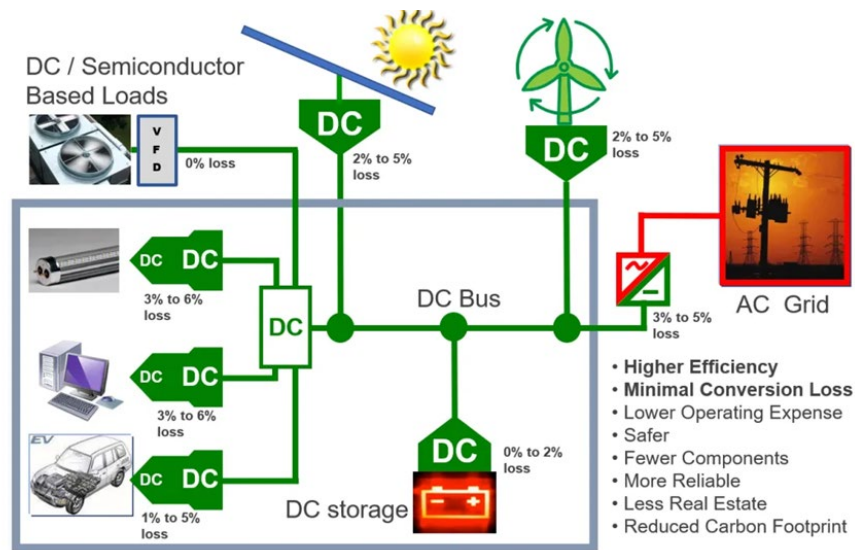 DC / Semiconductor
Based Loads
V
F
D
0% loss
DC
2% to 5%
loss
DC
2% to 5%
loss
DC DC
3% to 6%
loss
DC
DC Bus
3% to 5%
loss
AC Grid
DC DC
3% to 6%
loss
EV
DC DC
1% to 5%
loss
DC
0% to 2%
loss
DC storage
• Higher Efficiency
• Minimal Conversion Loss
• Lower Operating Expense
• Safer
• Fewer Components
• More Reliable
• Less Real Estate
• Reduced Carbon Footprint